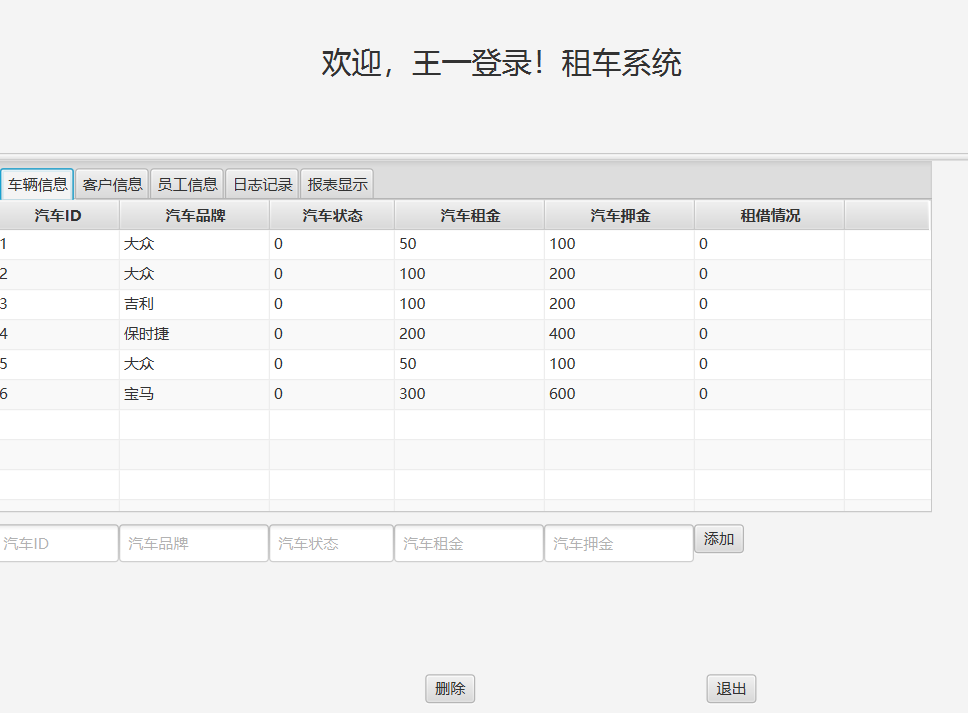 欢迎，王一登录！租车系统
车辆信息 客户信息 员工信息 日志记录 报表显示
汽车ID 汽车品牌 汽车状态 汽车租金 汽车押金 租借情况
1 大众 0 50 100 0
2 大众 0 100 200 0
3 吉利 0 100 200 0
4 保时捷 0 200 400 0
5 大众 0 50 100 0
6 宝马 0 300 600 0
汽车ID 汽车品牌 汽车状态 汽车租金 汽车押金 添加
删除 退出